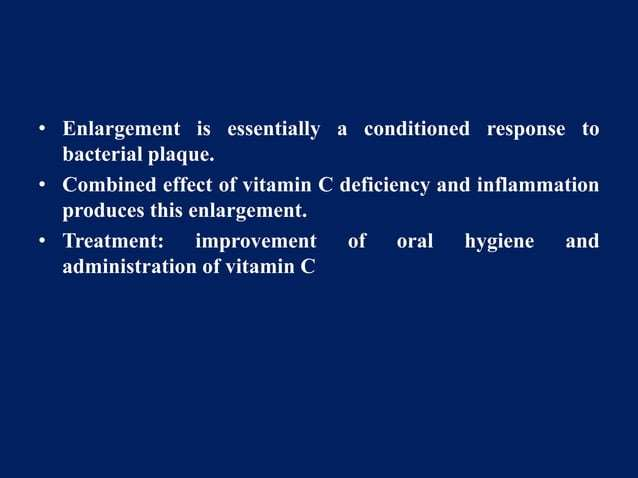 • Enlargement is essentially a conditioned response to
bacterial plaque.
• Combined effect of vitamin C deficiency and inflammation
produces this enlargement.
• Treatment: improvement of oral hygiene and
administration of vitamin C